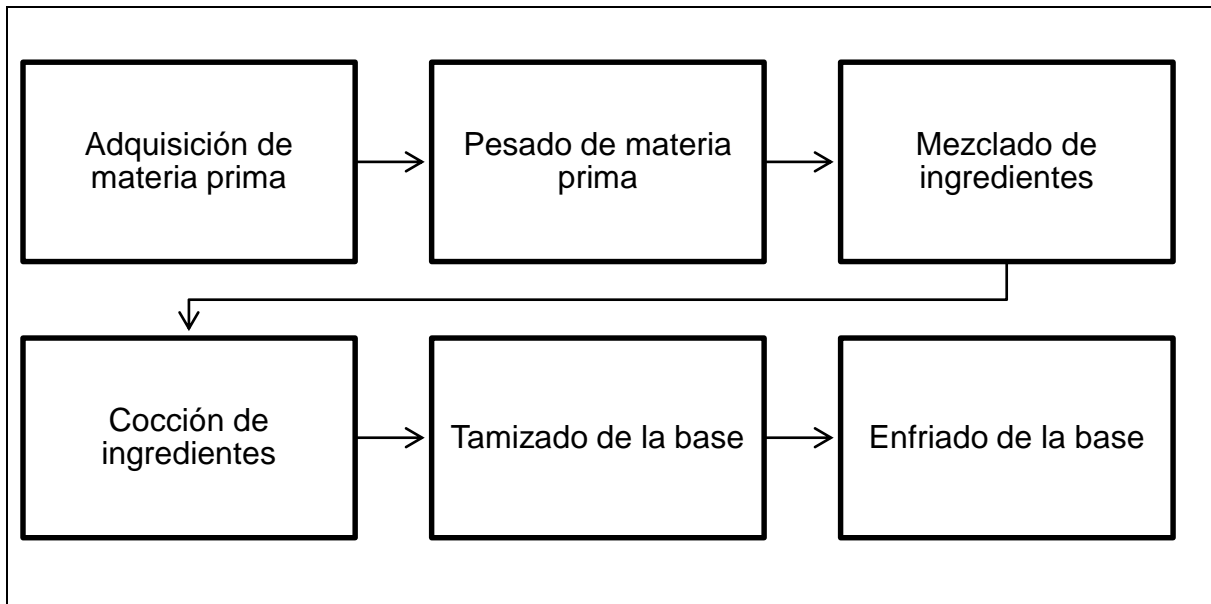 Adquisición de
materia prima
Pesado de materia
prima
Mezclado de
ingredientes
Cocción de
ingredientes
Tamizado de la base
Enfriado de la base